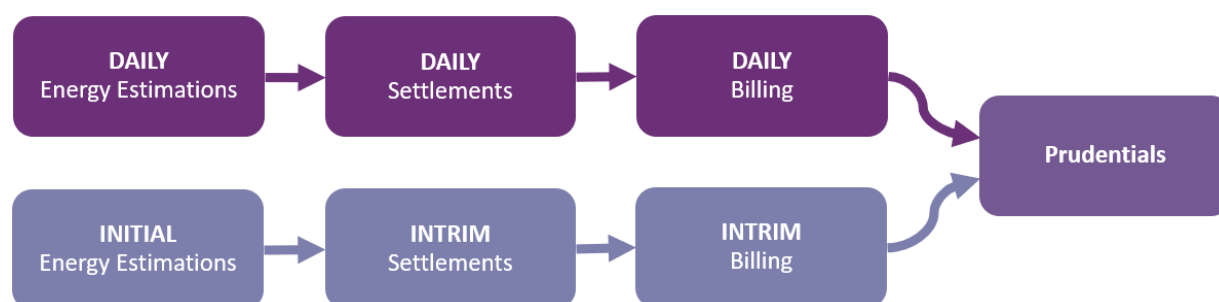 DAILY
Energy Estimations
DAILY
Settlements
DAILY
Billing
Prudentials
INITIAL
Energy Estimations
INTRIM
Settlements
INTRIM
Billing